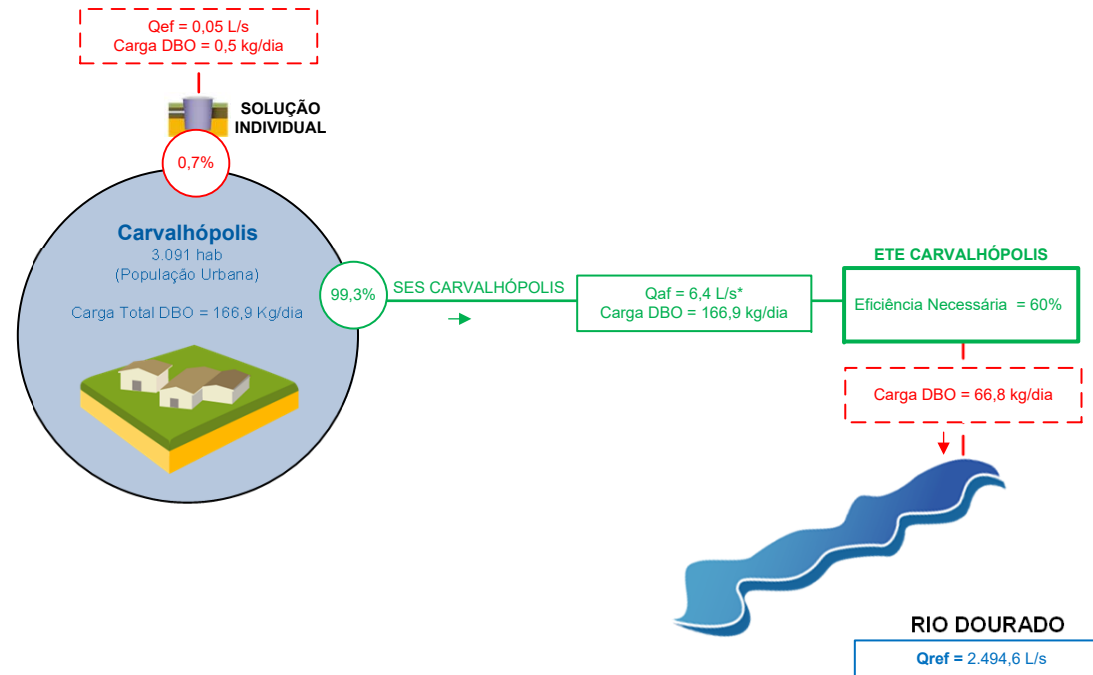 Qef = 0,05 L/s
Carga DBO = 0,5 kg/dia
SOLUÇÃO
INDIVIDUAL
0,7%
Carvalhópolis
3.091 hab
(População Urbana)
Carga Total DBO = 166,9 Kg/dia
99,3%
SES CARVALHÓPOLIS
Qaf = 6,4 L/s*
Carga DBO = 166,9 kg/dia
ETE CARVALHÓPOLIS
Eficiência Necessária = 60%
Carga DBO = 66,8 kg/dia
RIO DOURADO
Qref = 2.494,6 L/s